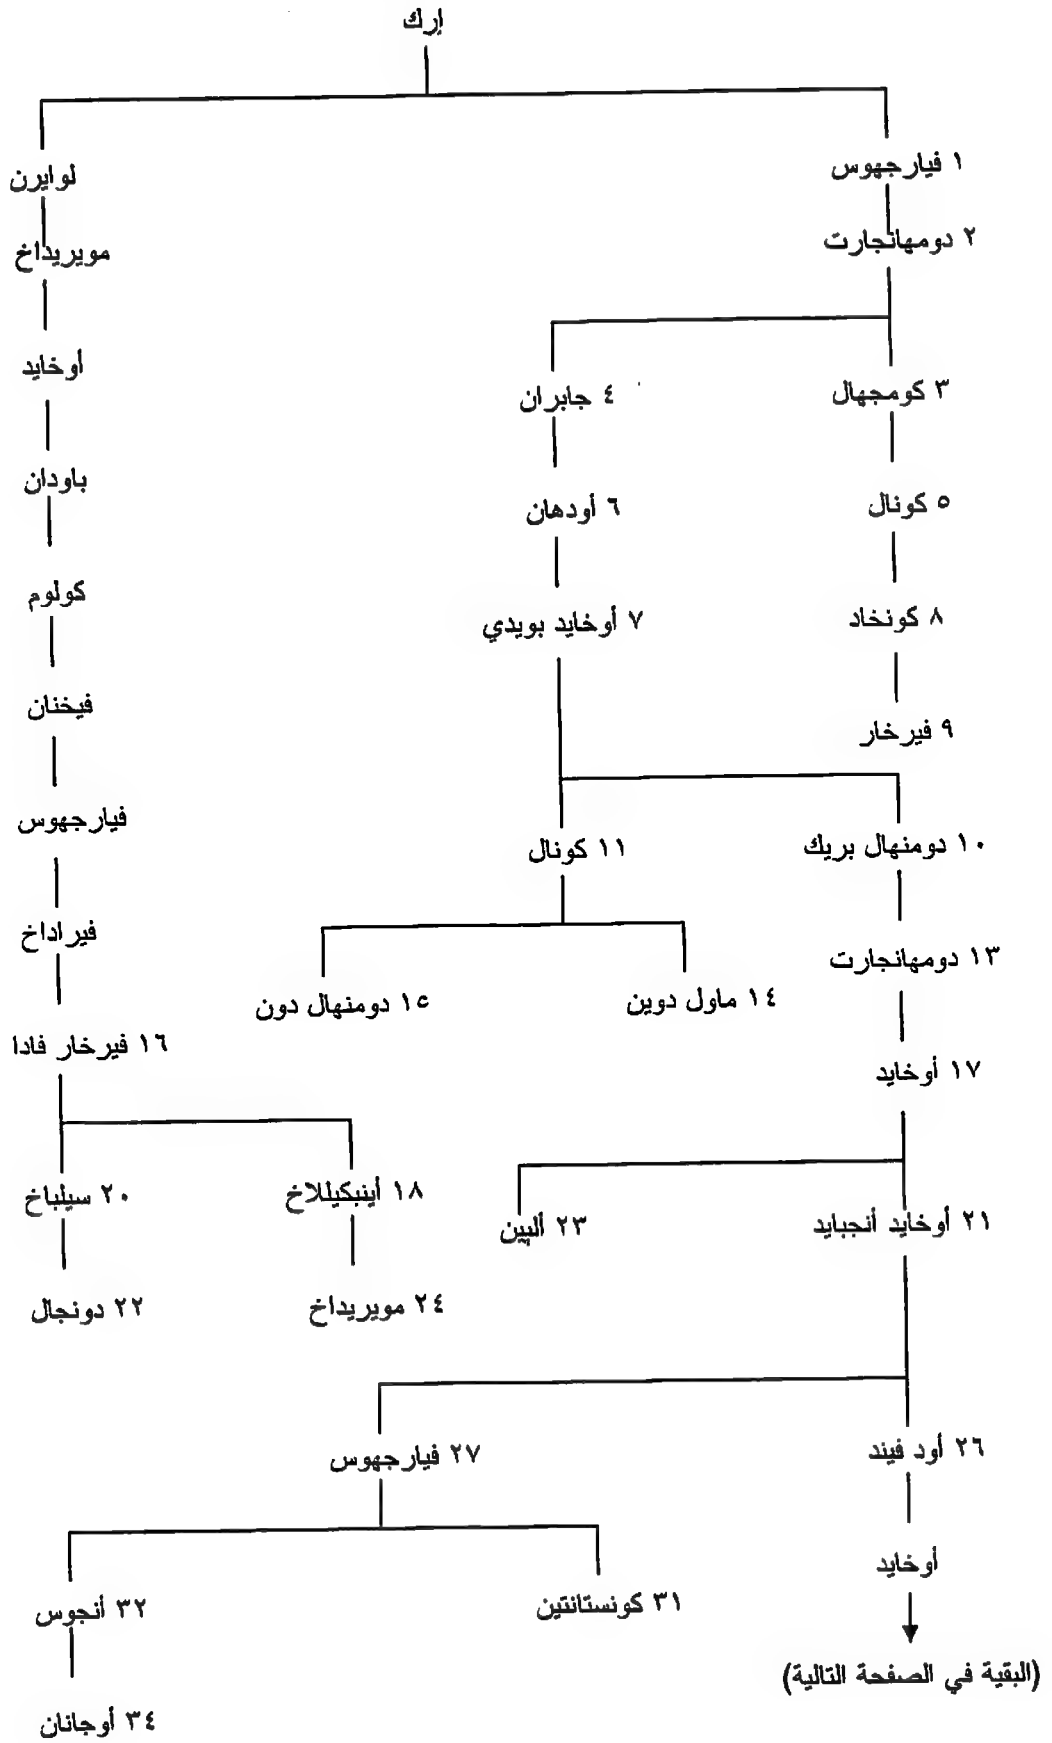 إرك
١ فيارجهوس
لوايرن
٢ دومهانجارت
مويريداخ
أوخايد
٣ كومجهال
٤ جابران
باودان
٥ كونال
٦ أودهان
كولوم
٨ كونخاد
٧ أوخايد بويدي
فيخنان
٩ فيرخار
فيارجهوس
١٠ دومنهال بريك
١١ كونال
فيراداخ
١٣ دومهانجارت
١٤ ماول دوين
١٥ دومنهال دون
١٦ فيرخار فادا
١٧ أوخايد
١٨ أينبكيللاخ
٢٠ سيلباخ
٢١ أوخايد أنجبايد
٢٣ ألبين
٢٤ مويريداخ
٢٢ دونجال
٢٦ أود فيند
٢٧ فيارجهوس
أوخايد
٣١ كونستانتين
٣٢ أنجوس
(البقية في الصفحة التالية)
٣٤ أوجانان